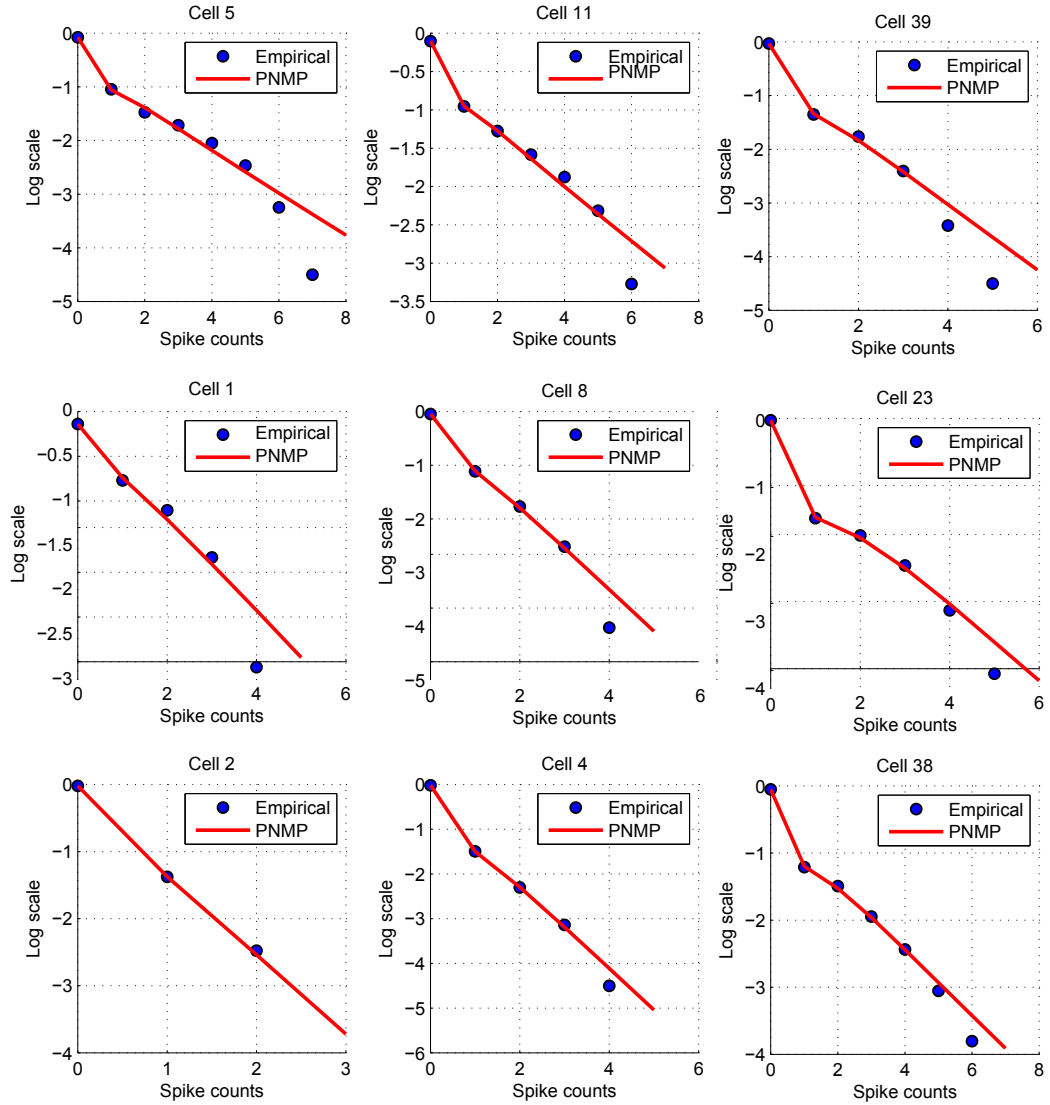 Cell 5
Log scale
0
−1
−2
−3
−4
−5
Empirical
PNMP
0 2 4 6 8
Spike counts
Cell 11
Log scale
0
−0.5
−1
−1.5
−2
−2.5
−3
−3.5
Empirical
PNMP
0 2 4 6 8
Spike counts
Cell 39
Log scale
0
−1
−2
−3
−4
−5
Empirical
PNMP
0 2 4 6
Spike counts
Cell 1
Log scale
0
−0.5
−1
−1.5
−2
−2.5
−3
Empirical
PNMP
0 2 4 6
Spike counts
Cell 8
Log scale
0
−1
−2
−3
−4
−5
Empirical
PNMP
0 2 4 6
Spike counts
Cell 23
Log scale
0
−1
−2
−3
−4
Empirical
PNMP
0 2 4 6
Spike counts
Cell 2
Log scale
0
−1
−2
−3
−4
Empirical
PNMP
0 1 2 3
Spike counts
Cell 4
Log scale
0
−1
−2
−3
−4
−5
−6
Empirical
PNMP
0 2 4 6
Spike counts
Cell 38
Log scale
0
−1
−2
−3
−4
Empirical
PNMP
0 2 4 6 8
Spike counts